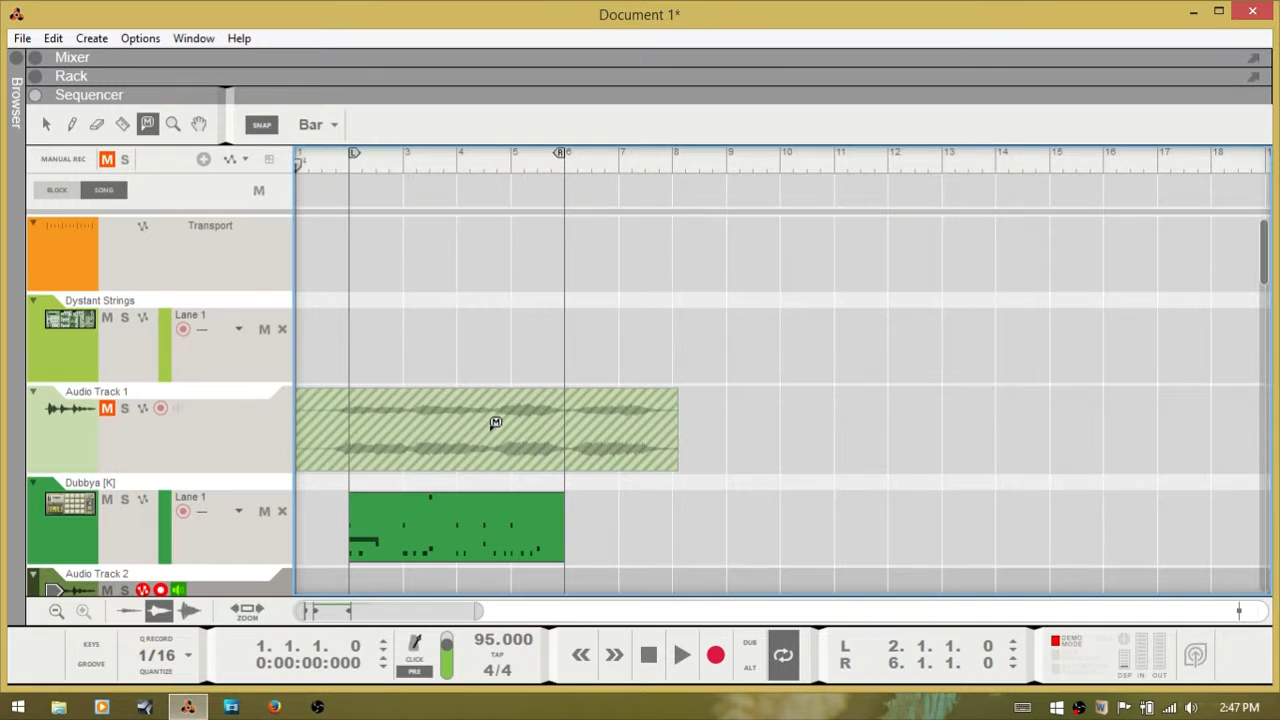 Document 1*
File Edit Create Options Window Help
Browser
Mixer
Rack
Sequencer
M SNAP Bar
MANUAL REC M S
1 3 4 5 6 7 8 9 10 11 12 13 14 15 16 17 18
L R
BLOCK SONG M
Transport
Dystant Strings
M S Lane 1
M
Audio Track 1
M S
M
Dubbya [K]
M S Lane 1
M
Audio Track 2
M S
ZOOM
KEYS
GROOVE
Q RECORD
1/16
QUANTIZE
1. 1. 1. 0
0:00:00:000
CLICK
PRE
95.000
TAP
4/4
DUB
ALT
L 2. 1. 1. 0
R 6. 1. 1. 0
DEMO MODE
DSP IN OUT
2:47 PM